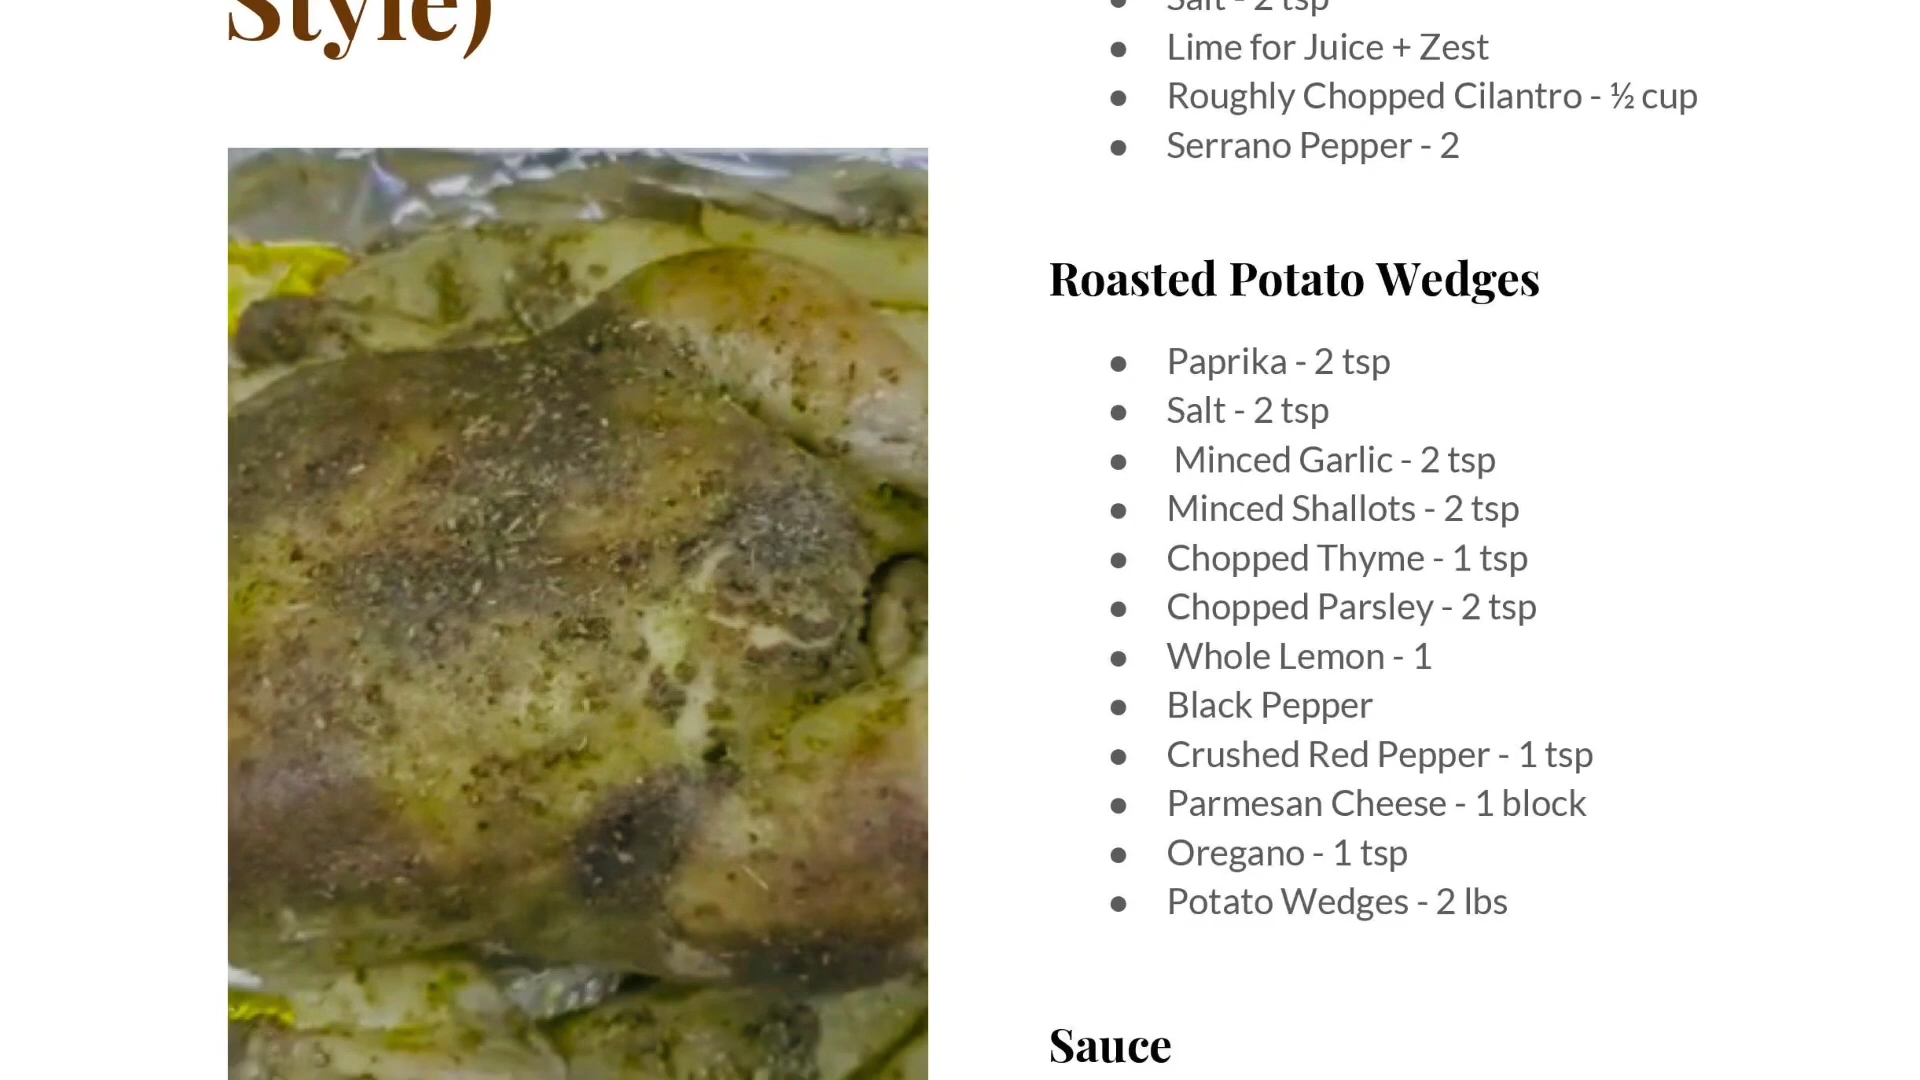 Style)
Salt - 2 tsp
Lime for Juice + Zest
Roughly Chopped Cilantro - ½ cup
Serrano Pepper - 2
Roasted Potato Wedges
Paprika - 2 tsp
Salt - 2 tsp
Minced Garlic - 2 tsp
Minced Shallots - 2 tsp
Chopped Thyme - 1 tsp
Chopped Parsley - 2 tsp
Whole Lemon - 1
Black Pepper
Crushed Red Pepper - 1 tsp
Parmesan Cheese - 1 block
Oregano - 1 tsp
Potato Wedges - 2 lbs
Sauce